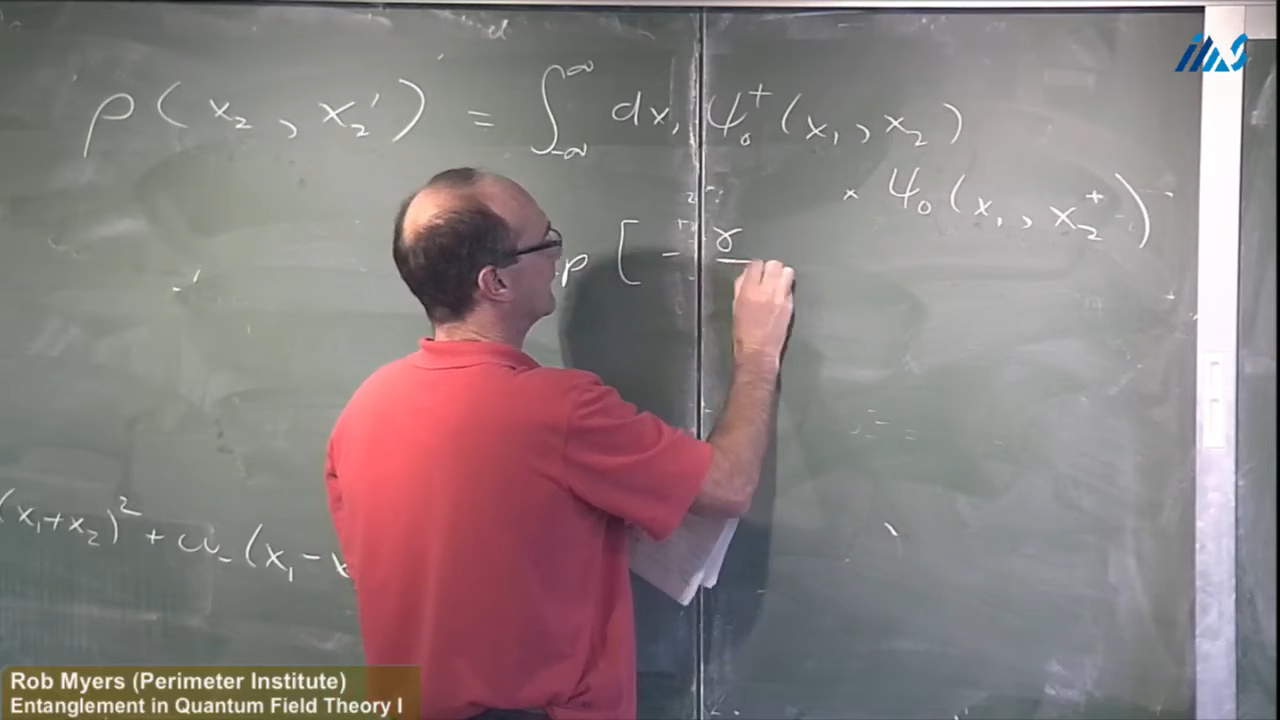 ρ(x₂, x₂') = ∫_{-∞}^{∞} dx₁ Ψ₀⁺(x₁, x₂)
× Ψ₀(x₁, x₂⁺)
p [ - γ
(x₁+x₂)² + ω₋(x₁ - x
Rob Myers (Perimeter Institute)
Entanglement in Quantum Field Theory I